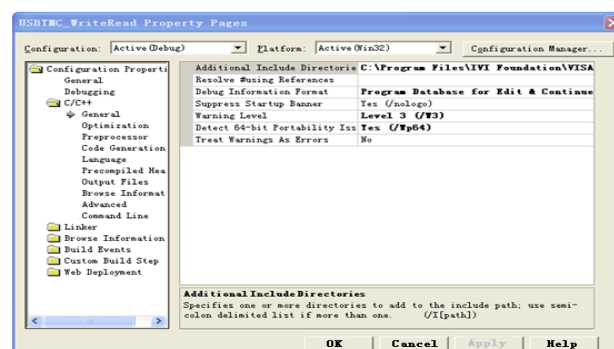 USBTMC_WriteRead Property Pages
Configuration: Active(Debug) Platform: Active(Win32) Configuration Manager...
Configuration Properti
General
Debugging
C/C++
General
Optimization
Preprocessor
Code Generation
Language
Precompiled Hea
Output Files
Browse Informat
Advanced
Command Line
Linker
Browse Information
Build Events
Custom Build Step
Web Deployment
Additional Include Directorie C:\Program Files\IVI Foundation\VISA
Resolve #using References
Debug Information Format Program Database for Edit & Continue
Suppress Startup Banner Yes (/nologo)
Warning Level Level 3 (/W3)
Detect 64-bit Portability Iss Yes (/Wp64)
Treat Warnings As Errors No
Additional Include Directories
Specifies one or more directories to add to the include path; use semi-
colon delimited list if more than one. (/I[path])
OK Cancel Apply Help